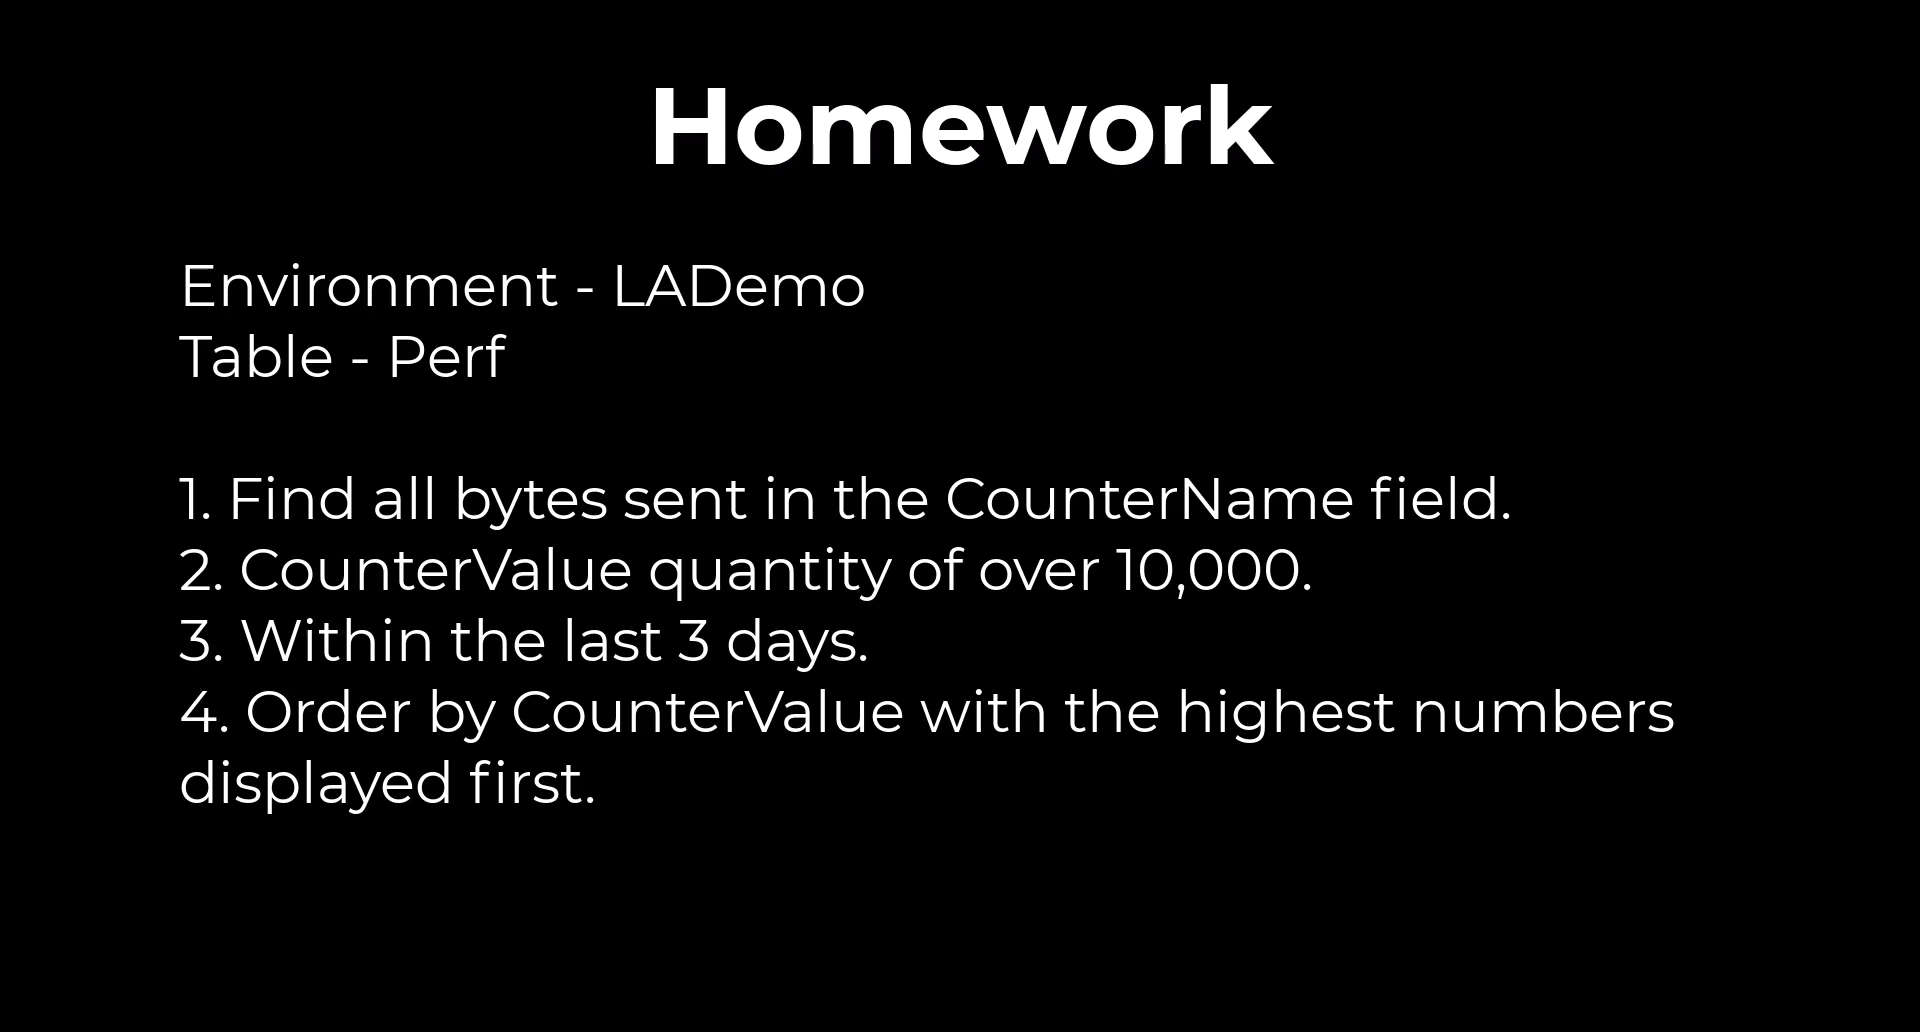 Homework
Environment - LADemo
Table - Perf
1. Find all bytes sent in the CounterName field.
2. CounterValue quantity of over 10,000.
3. Within the last 3 days.
4. Order by CounterValue with the highest numbers
displayed first.